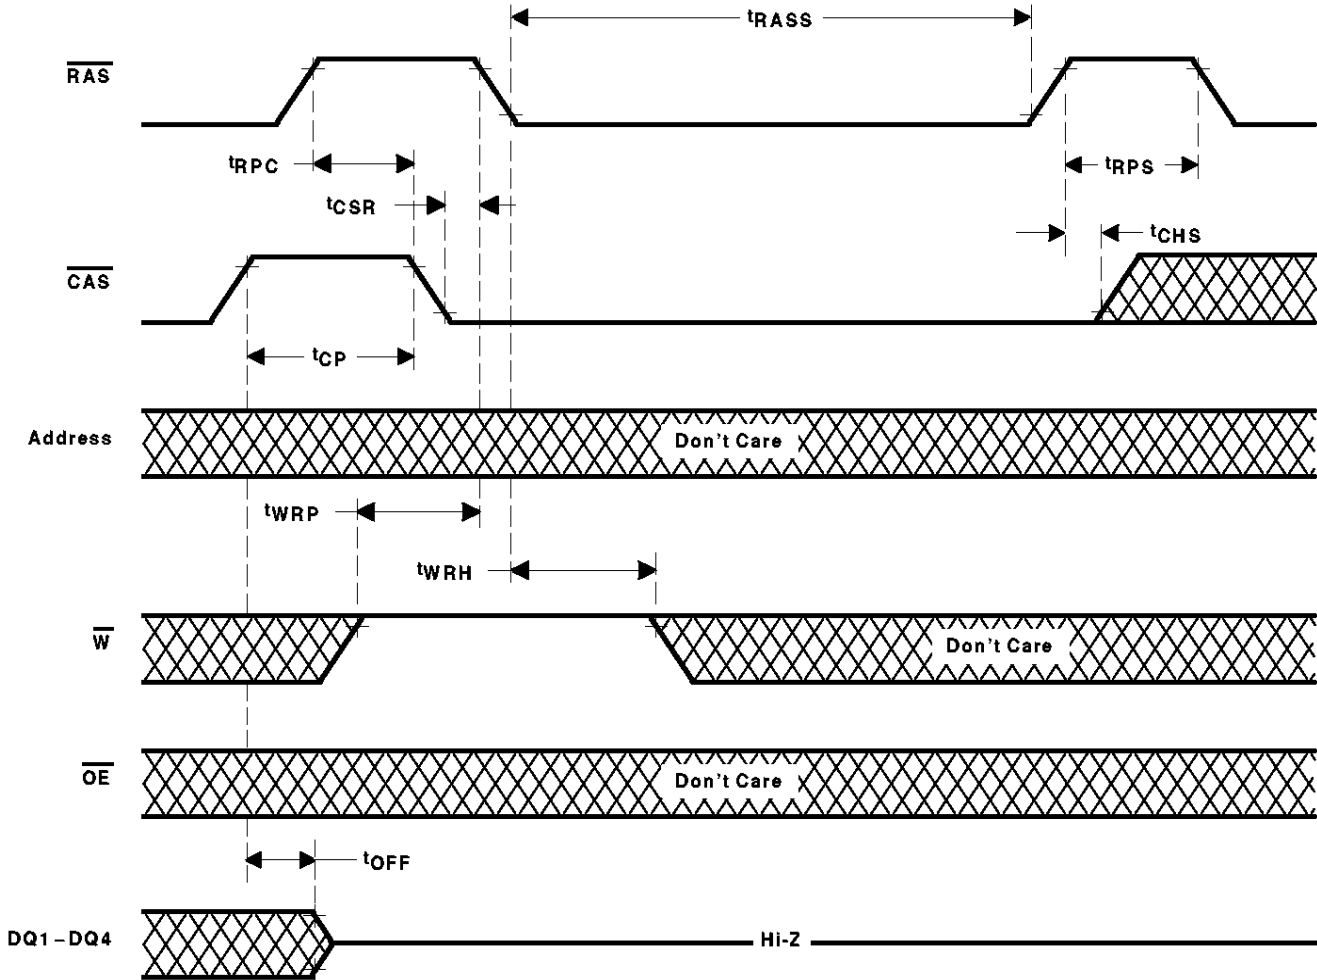 tRASS
RAS
tRPC
tRPS
tCSR
tCHS
CAS
tCP
Address
Don't Care
tWRP
tWRH
W
Don't Care
OE
Don't Care
tOFF
DQ1–DQ4
Hi-Z